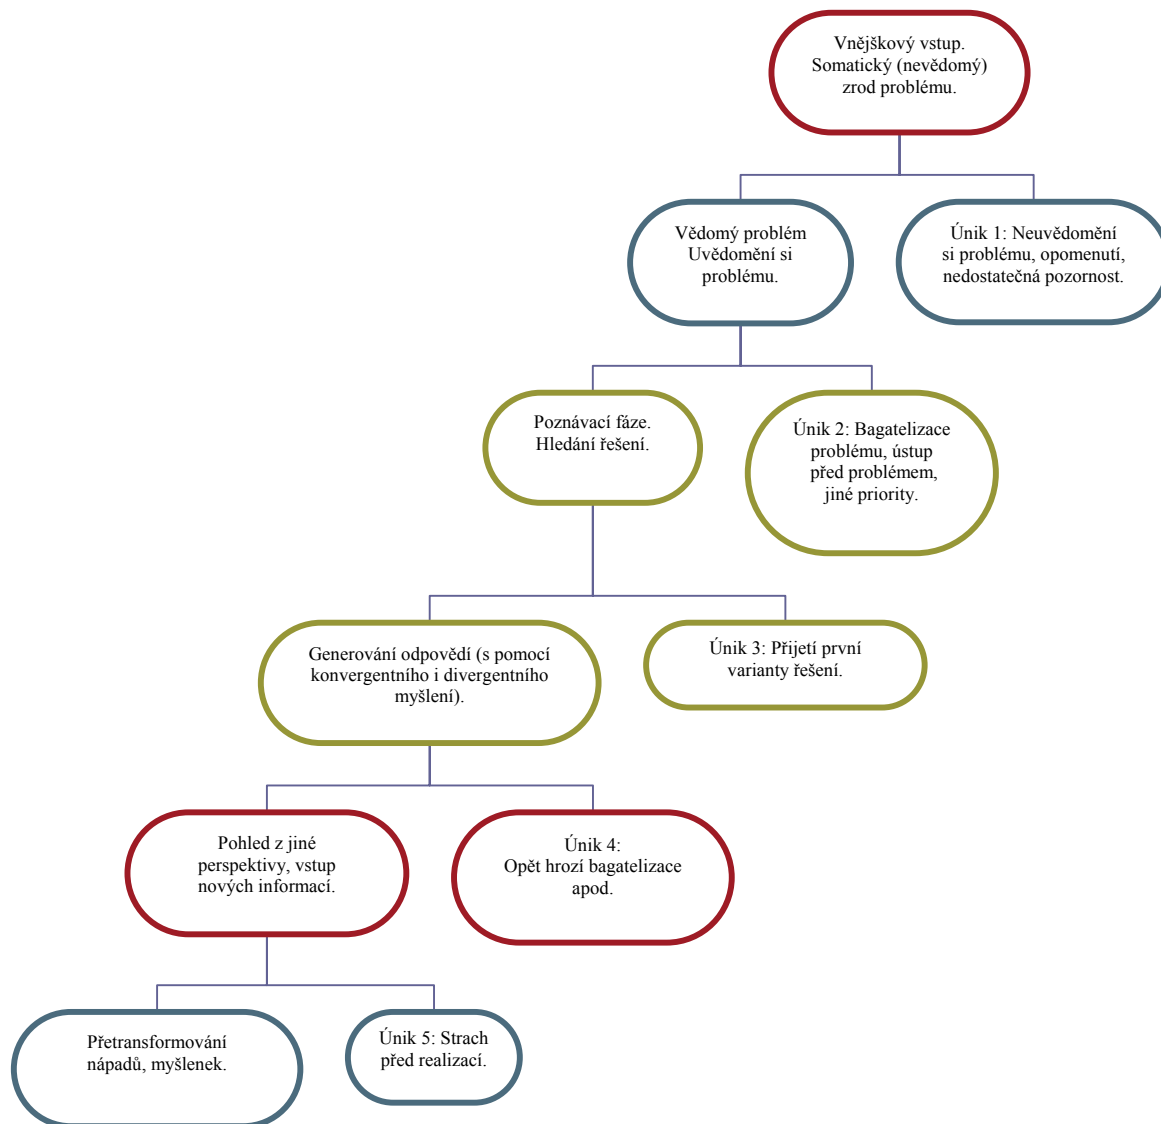 Vnějškový vstup.
Somatický (nevědomý)
zrod problému.
Vědomý problém
Uvědomění si
problému.
Únik 1: Neuvědomění
si problému, opomenutí,
nedostatečná pozornost.
Poznávací fáze.
Hledání řešení.
Únik 2: Bagatelizace
problému, ústup
před problémem,
jiné priority.
Generování odpovědí (s pomocí
konvergentního i divergentního
myšlení).
Únik 3: Přijetí první
varianty řešení.
Pohled z jiné
perspektivy, vstup
nových informací.
Únik 4:
Opět hrozí bagatelizace
apod.
Přetransformování
nápadů, myšlenek.
Únik 5: Strach
před realizací.